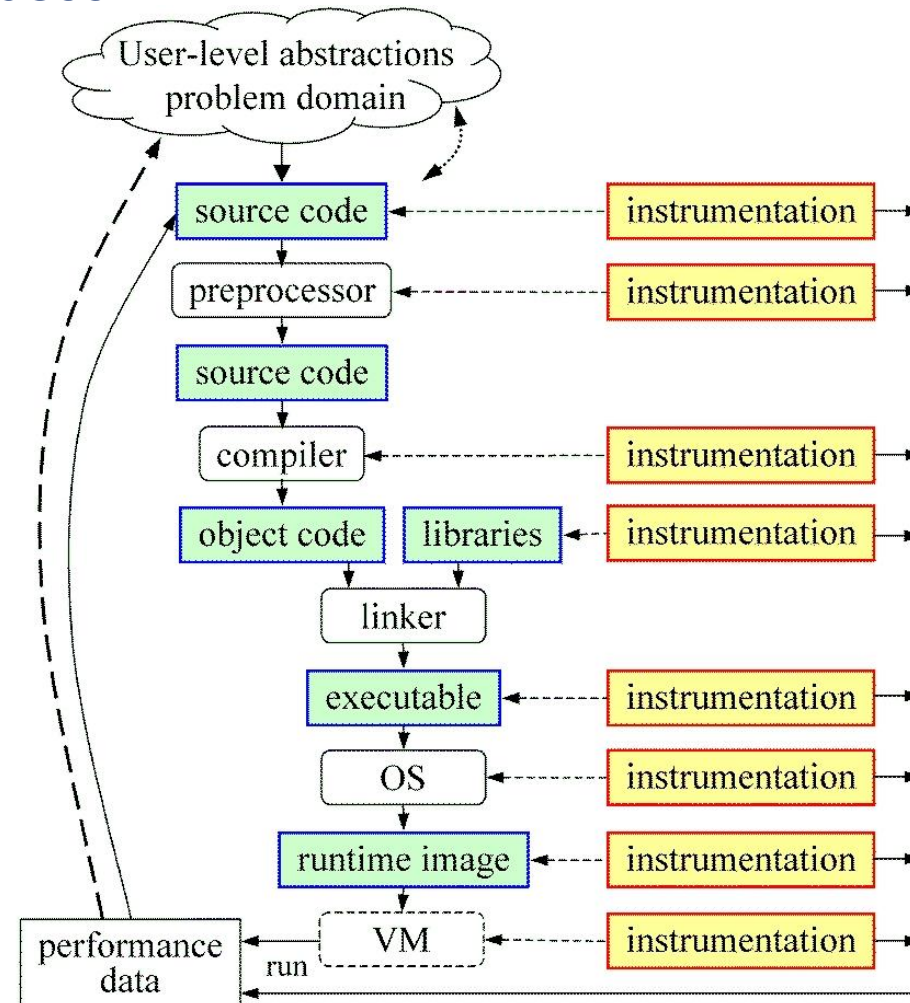 User-level abstractions
problem domain
source code
instrumentation
preprocessor
instrumentation
source code
compiler
instrumentation
object code
libraries
instrumentation
linker
executable
instrumentation
OS
instrumentation
runtime image
instrumentation
VM
instrumentation
performance
data
run